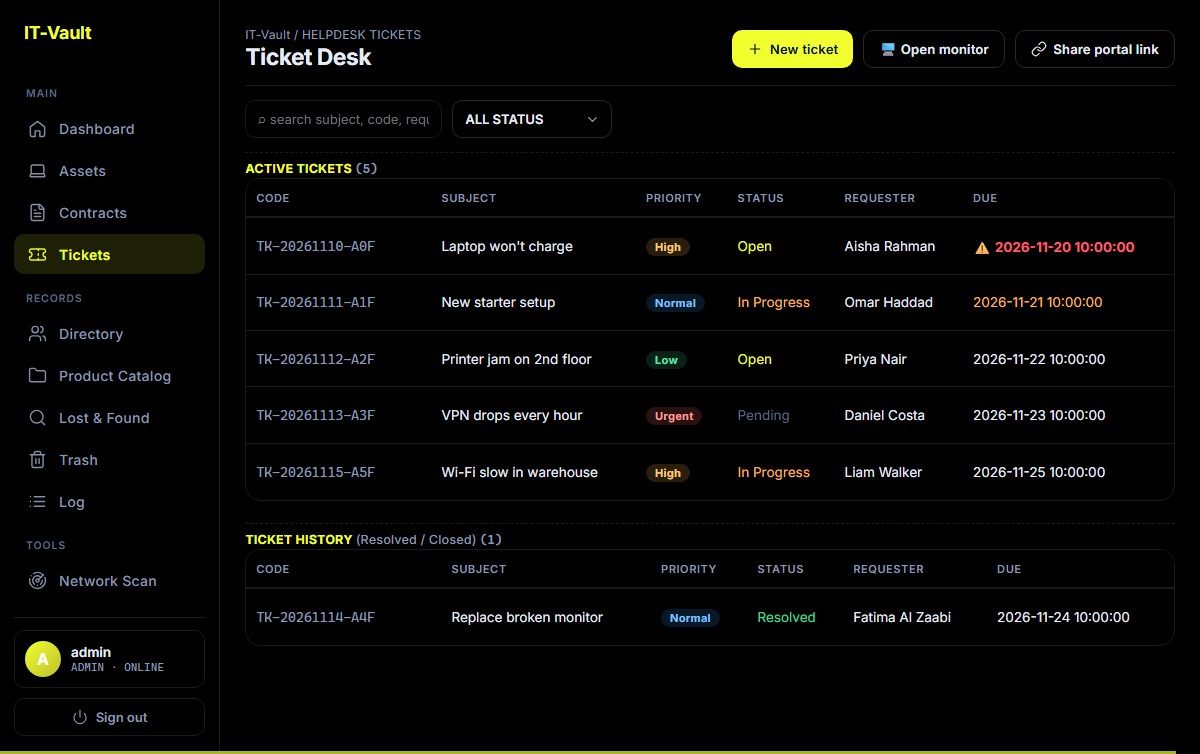 IT-Vault
MAIN
Dashboard
Assets
Contracts
Tickets
RECORDS
Directory
Product Catalog
Lost & Found
Trash
Log
TOOLS
Network Scan
A
admin
ADMIN · ONLINE
Sign out
IT-Vault / HELPDESK TICKETS
Ticket Desk
+ New ticket
Open monitor
Share portal link
⌕ search subject, code, requ
ALL STATUS
ACTIVE TICKETS (5)
CODE SUBJECT PRIORITY STATUS REQUESTER DUE
TK-20261110-A0F Laptop won't charge High Open Aisha Rahman ⚠ 2026-11-20 10:00:00
TK-20261111-A1F New starter setup Normal In Progress Omar Haddad 2026-11-21 10:00:00
TK-20261112-A2F Printer jam on 2nd floor Low Open Priya Nair 2026-11-22 10:00:00
TK-20261113-A3F VPN drops every hour Urgent Pending Daniel Costa 2026-11-23 10:00:00
TK-20261115-A5F Wi-Fi slow in warehouse High In Progress Liam Walker 2026-11-25 10:00:00
TICKET HISTORY (Resolved / Closed) (1)
CODE SUBJECT PRIORITY STATUS REQUESTER DUE
TK-20261114-A4F Replace broken monitor Normal Resolved Fatima Al Zaabi 2026-11-24 10:00:00